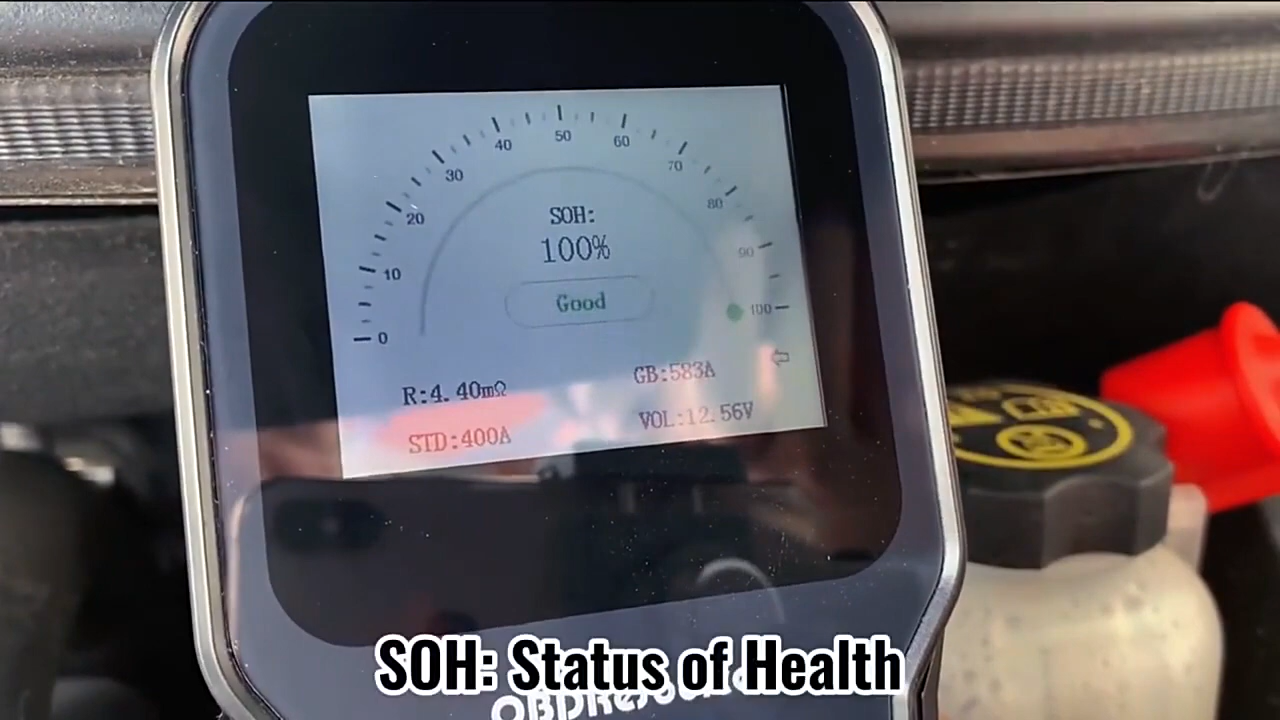 50
40
60
30
70
20
80
SOH:
100%
90
10
Good
100
0
R:4.40mΩ
GB:583A
STD:400A
VOL:12.56V
SOH: Status of Health